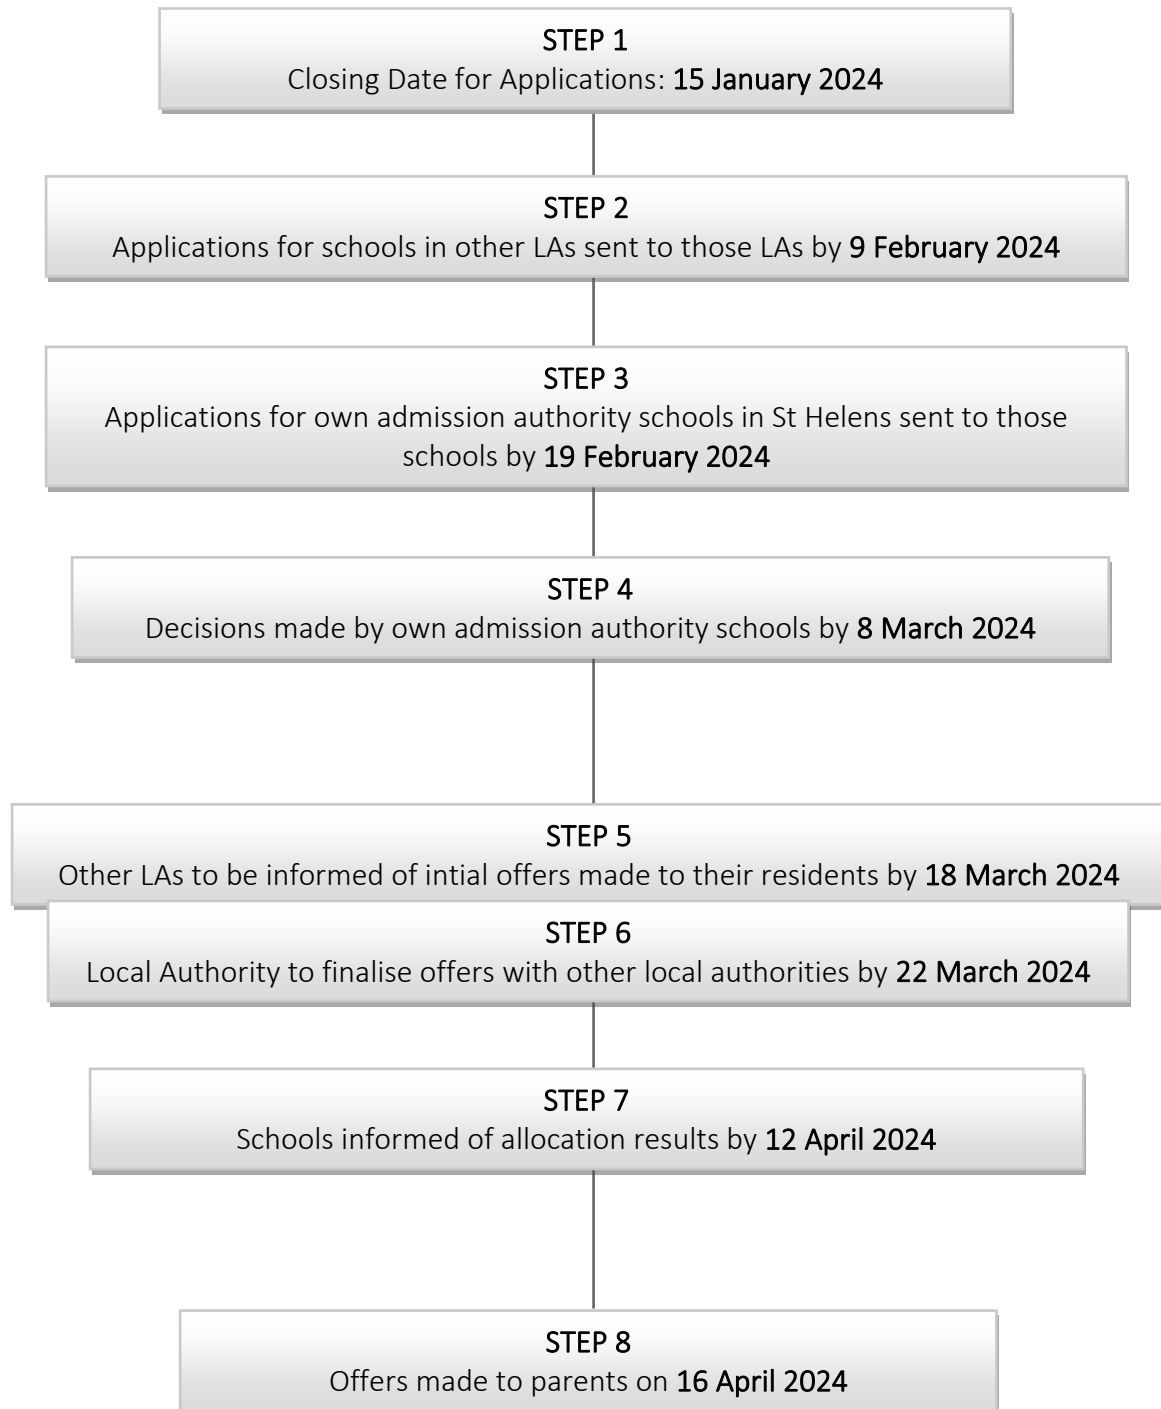 STEP 1
Closing Date for Applications: 15 January 2024
STEP 2
Applications for schools in other LAs sent to those LAs by 9 February 2024
STEP 3
Applications for own admission authority schools in St Helens sent to those
schools by 19 February 2024
STEP 4
Decisions made by own admission authority schools by 8 March 2024
STEP 5
Other LAs to be informed of intial offers made to their residents by 18 March 2024
STEP 6
Local Authority to finalise offers with other local authorities by 22 March 2024
STEP 7
Schools informed of allocation results by 12 April 2024
STEP 8
Offers made to parents on 16 April 2024